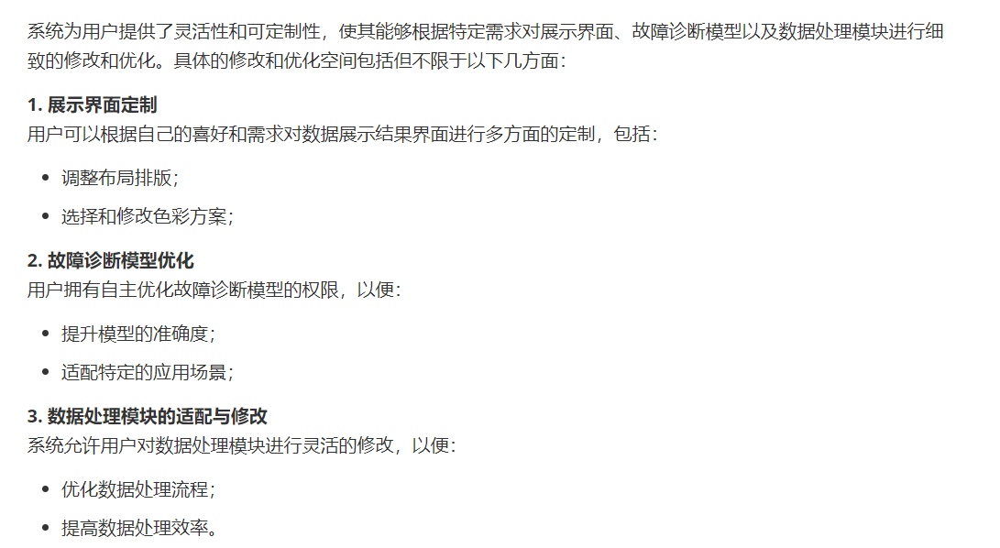 系统为用户提供了灵活性和可定制性，使其能够根据特定需求对展示界面、故障诊断模型以及数据处理模块进行细
致的修改和优化。具体的修改和优化空间包括但不限于以下几方面：
1. 展示界面定制
用户可以根据自己的喜好和需求对数据展示结果界面进行多方面的定制，包括：
• 调整布局排版；
• 选择和修改色彩方案；
2. 故障诊断模型优化
用户拥有自主优化故障诊断模型的权限，以便：
• 提升模型的准确度；
• 适配特定的应用场景；
3. 数据处理模块的适配与修改
系统允许用户对数据处理模块进行灵活的修改，以便：
• 优化数据处理流程；
• 提高数据处理效率。